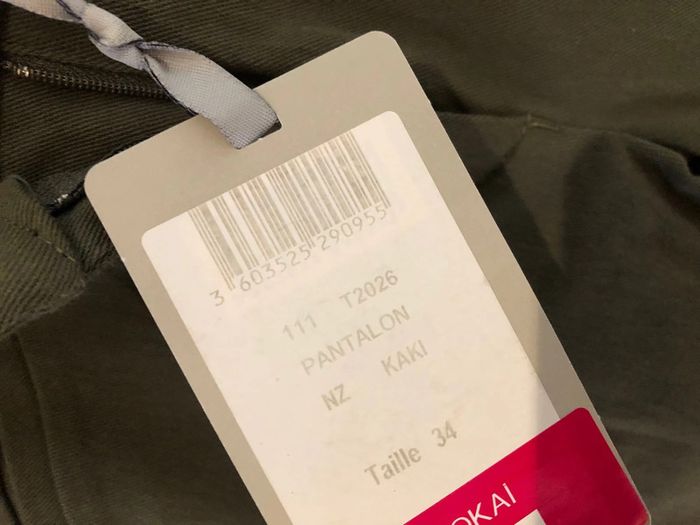 3 603525 290955
111 T2026
PANTALON
NZ KAKI
Taille 34
OKAÏ